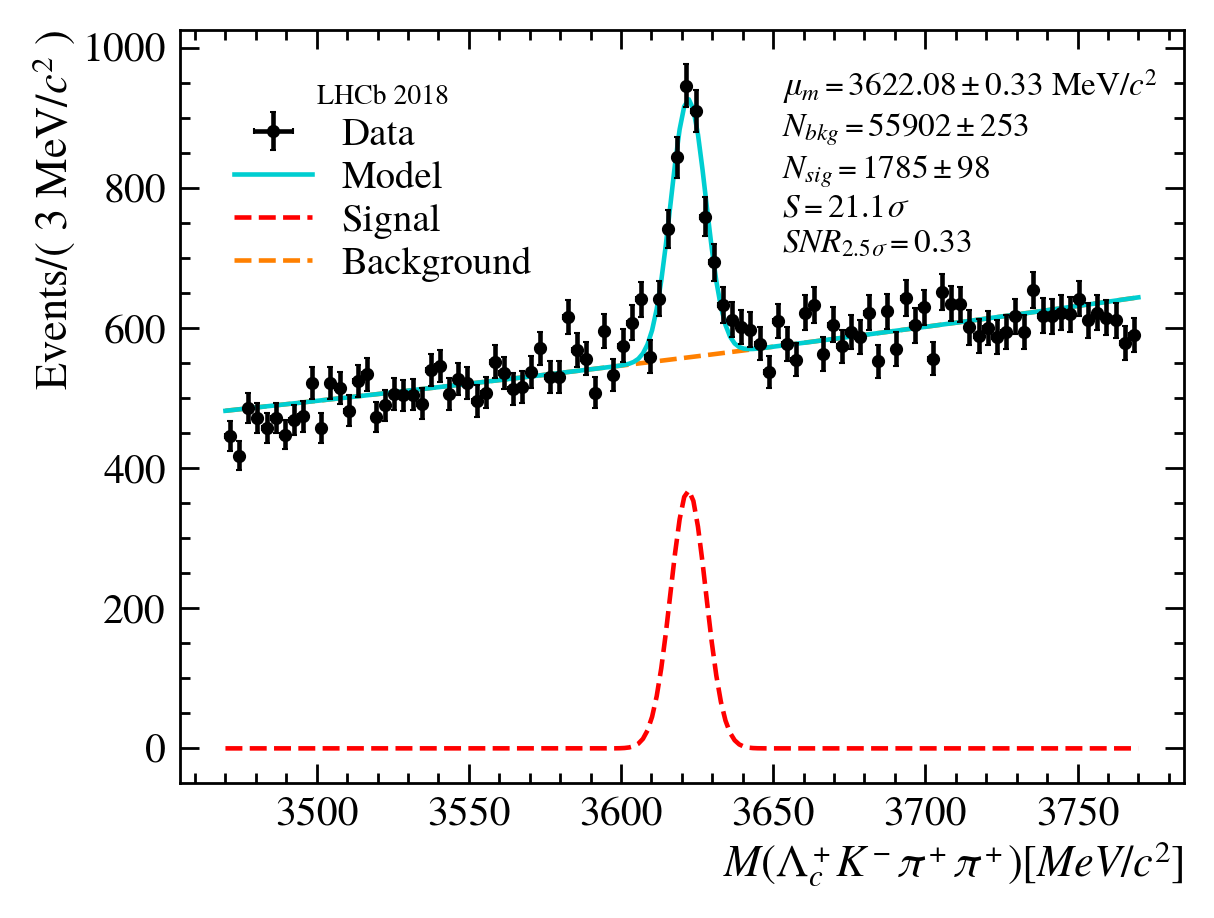 1000
800
600
400
200
0
Events/( 3 MeV/c² )
LHCb 2018
Data
Model
Signal
Background
μₘ = 3622.08 ± 0.33 MeV/c²
N_bkg = 55902 ± 253
N_sig = 1785 ± 98
S = 21.1σ
SNR_2.5σ = 0.33
3500 3550 3600 3650 3700 3750
M(Λ_c⁺K⁻π⁺π⁺)[MeV/c²]